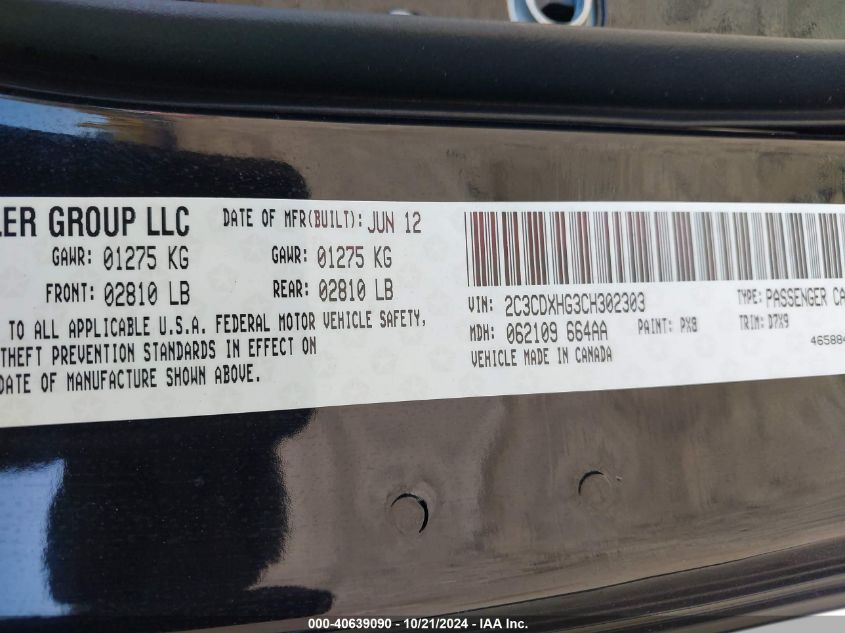 LER GROUP LLC DATE OF MFR(BUILT): JUN 12
GAWR: 01275 KG GAWR: 01275 KG
FRONT: 02810 LB REAR: 02810 LB
TO ALL APPLICABLE U.S.A. FEDERAL MOTOR VEHICLE SAFETY,
THEFT PREVENTION STANDARDS IN EFFECT ON
DATE OF MANUFACTURE SHOWN ABOVE.
VIN: 2C3CDXHG3CH302303 TYPE: PASSENGER CA
MDH: 062109 664AA PAINT: PX8 TRIM: D7X9
VEHICLE MADE IN CANADA 46588
000-40639090 - 10/21/2024 - IAA Inc.